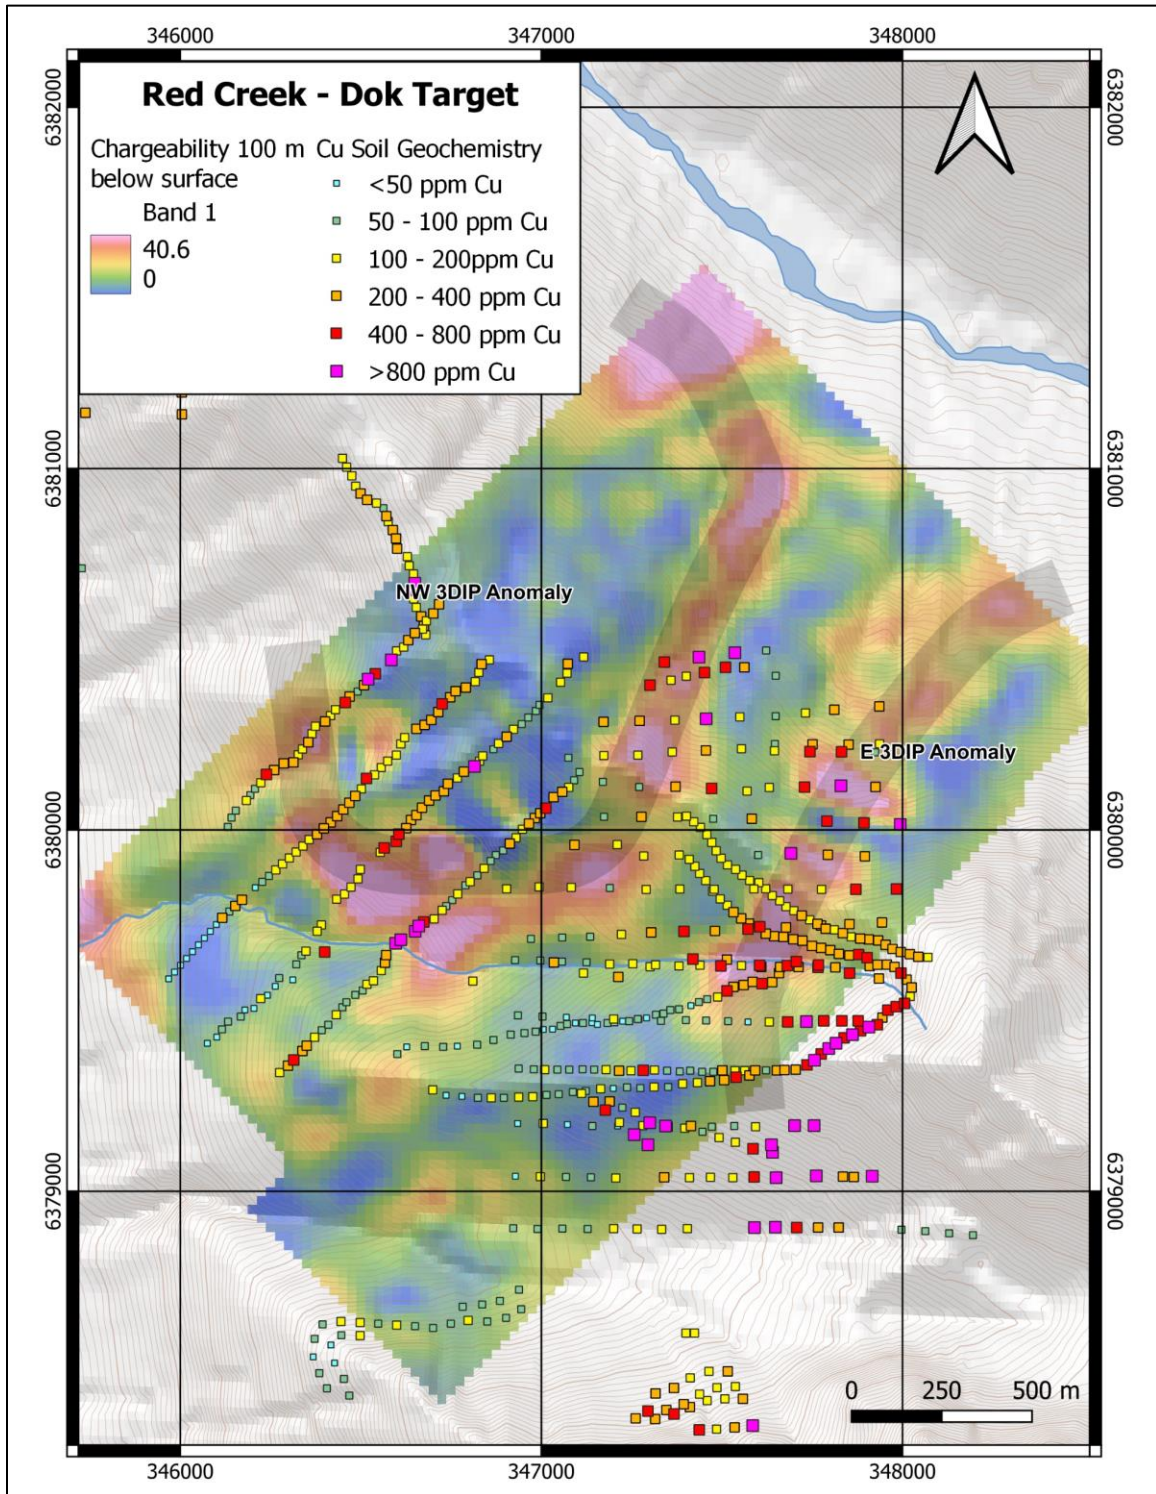 346000
347000
348000
6382000
6382000
Red Creek - Dok Target
Chargeability 100 m
below surface
Band 1
40.6
0
Cu Soil Geochemistry
<50 ppm Cu
50 - 100 ppm Cu
100 - 200ppm Cu
200 - 400 ppm Cu
400 - 800 ppm Cu
>800 ppm Cu
6381000
6381000
NW 3DIP Anomaly
E 3DIP Anomaly
6380000
6380000
6379000
6379000
0 250 500 m
346000
347000
348000